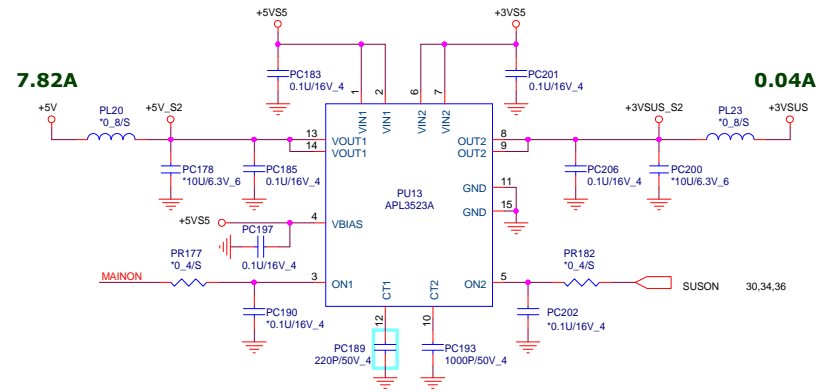 +5VS5
+3VS5
7.82A
0.04A
PC183
0.1U/16V_4
PC201
0.1U/16V_4
+5V
PL20
*0_8/S
+5V_S2
+3VSUS_S2
PL23
*0_8/S
+3VSUS
1
2
6
7
VIN1
VIN1
VIN2
VIN2
13
VOUT1
14
VOUT1
OUT2
8
OUT2
9
PC178
*10U/6.3V_6
PC185
0.1U/16V_4
PC206
0.1U/16V_4
PC200
*10U/6.3V_6
PU13
APL3523A
GND
11
GND
15
+5VS5
4
VBIAS
PC197
0.1U/16V_4
MAINON
PR177
*0_4/S
3
ON1
ON2
5
PR182
*0_4/S
SUSON
30,34,36
PC190
*0.1U/16V_4
PC202
*0.1U/16V_4
CT1
CT2
12
10
PC189
220P/50V_4
PC193
1000P/50V_4